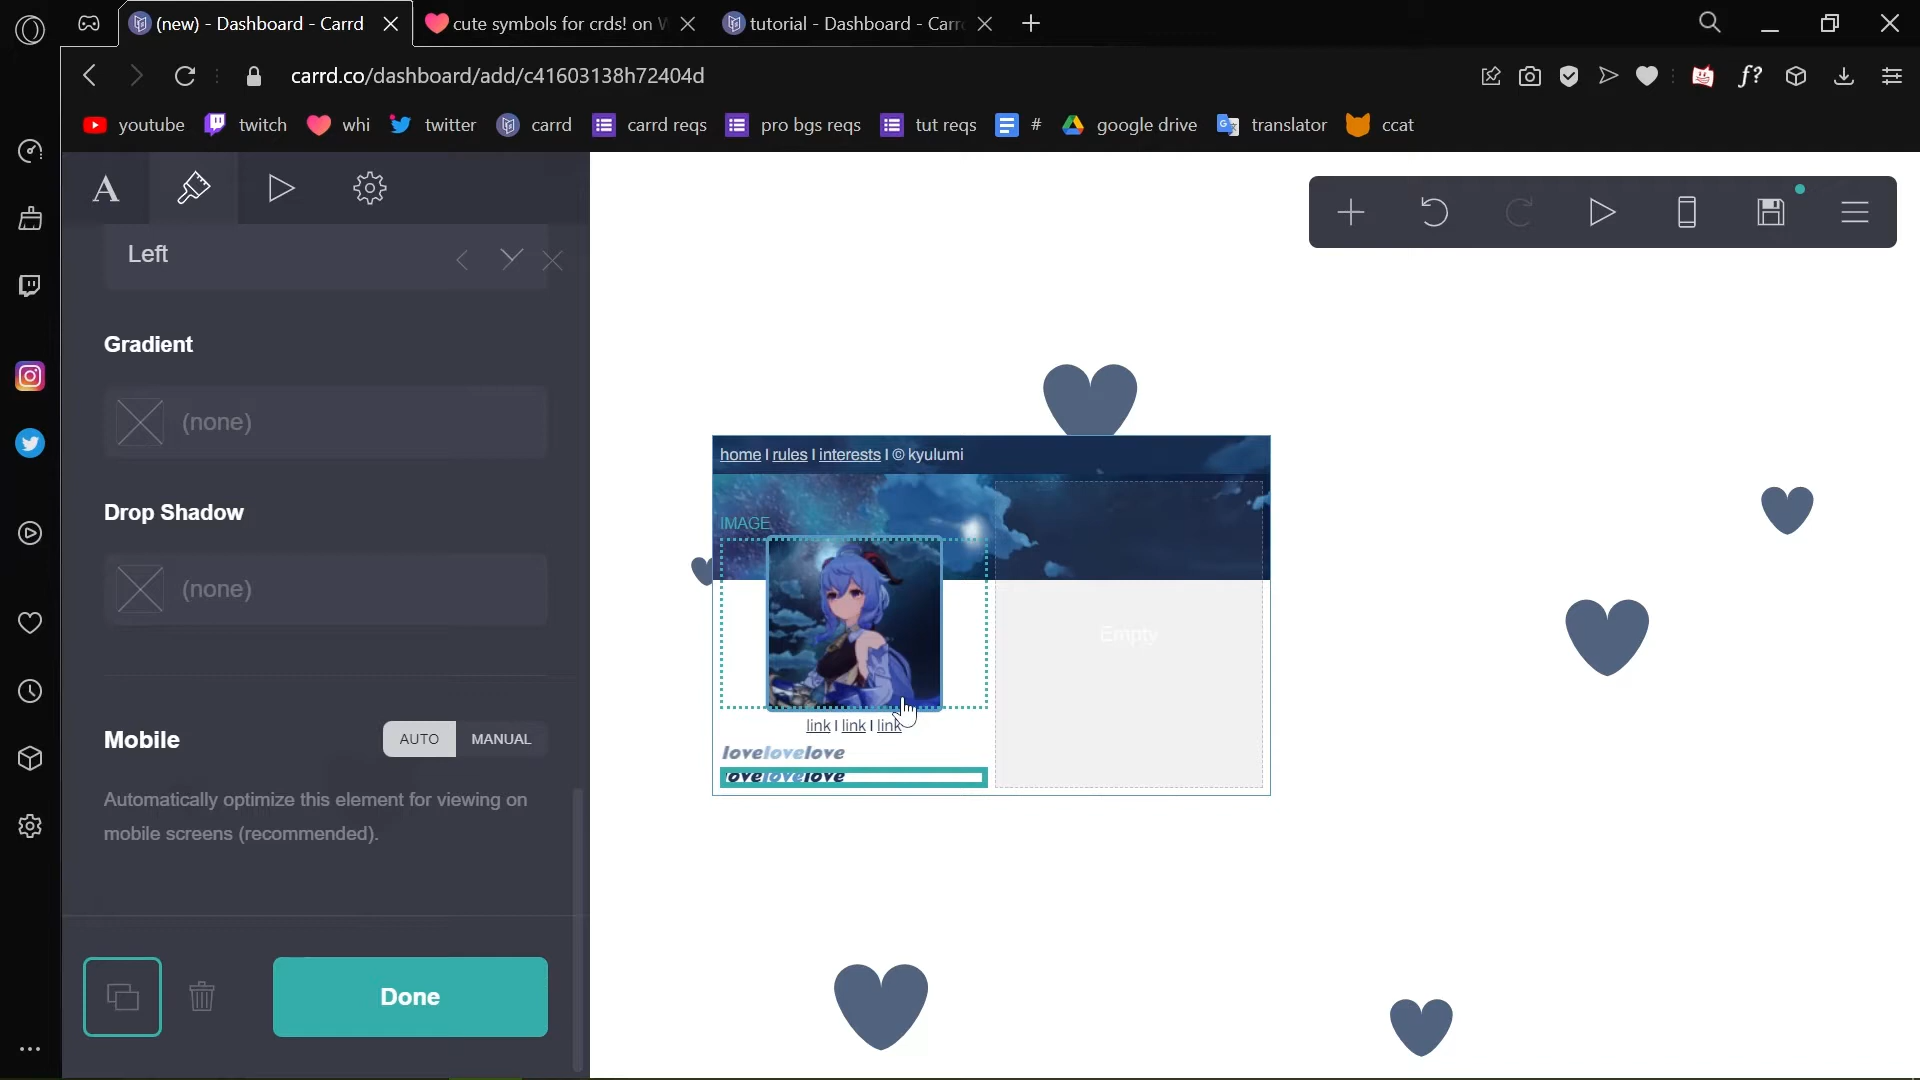 (new) - Dashboard - Carrd
cute symbols for crds! on
tutorial - Dashboard - Carr
carrd.co/dashboard/add/c41603138h72404d
youtube
twitch
whi
twitter
carrd
carrd reqs
pro bgs reqs
tut reqs
#
google drive
translator
ccat
A
Left
Gradient
(none)
Drop Shadow
(none)
Mobile
AUTO
MANUAL
Automatically optimize this element for viewing on
mobile screens (recommended).
Done
home I rules I interests I © kyulumi
IMAGE
Empty
link I link I link
lovelovelove
lovelovelove
f?